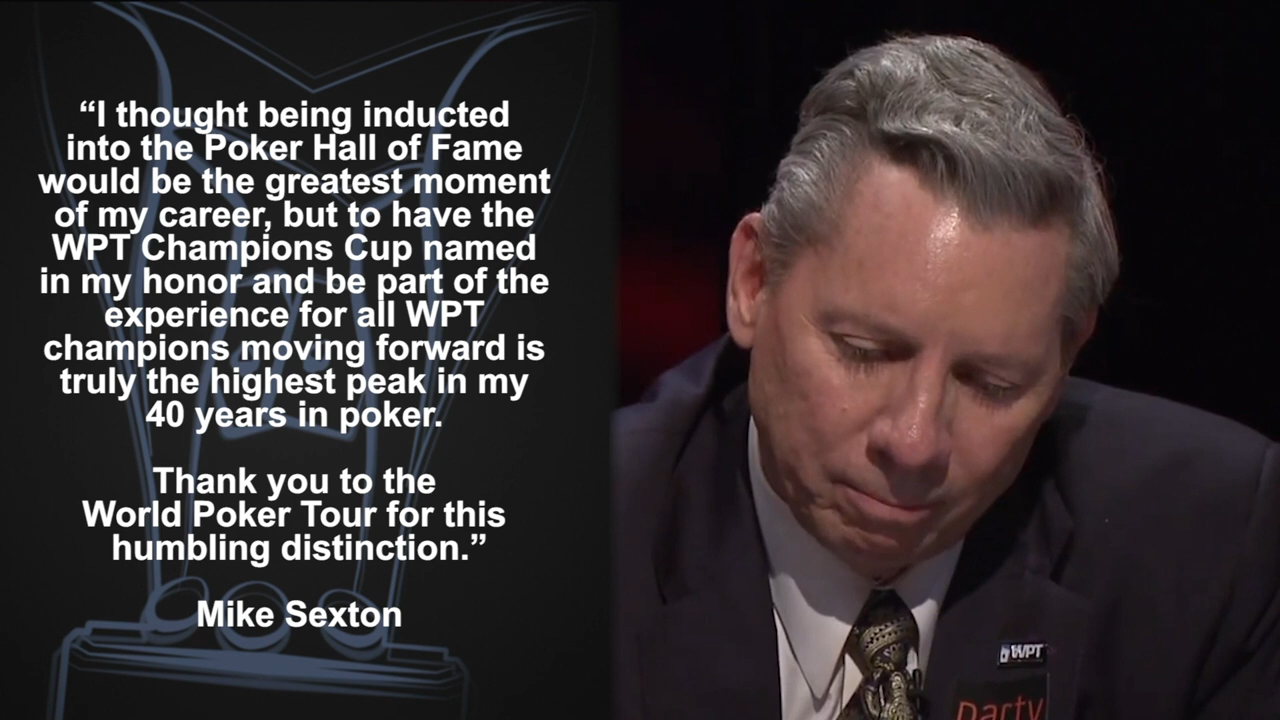 “I thought being inducted
into the Poker Hall of Fame
would be the greatest moment
of my career, but to have the
WPT Champions Cup named
in my honor and be part of the
experience for all WPT
champions moving forward is
truly the highest peak in my
40 years in poker.
Thank you to the
World Poker Tour for this
humbling distinction.”
Mike Sexton
WPT
party